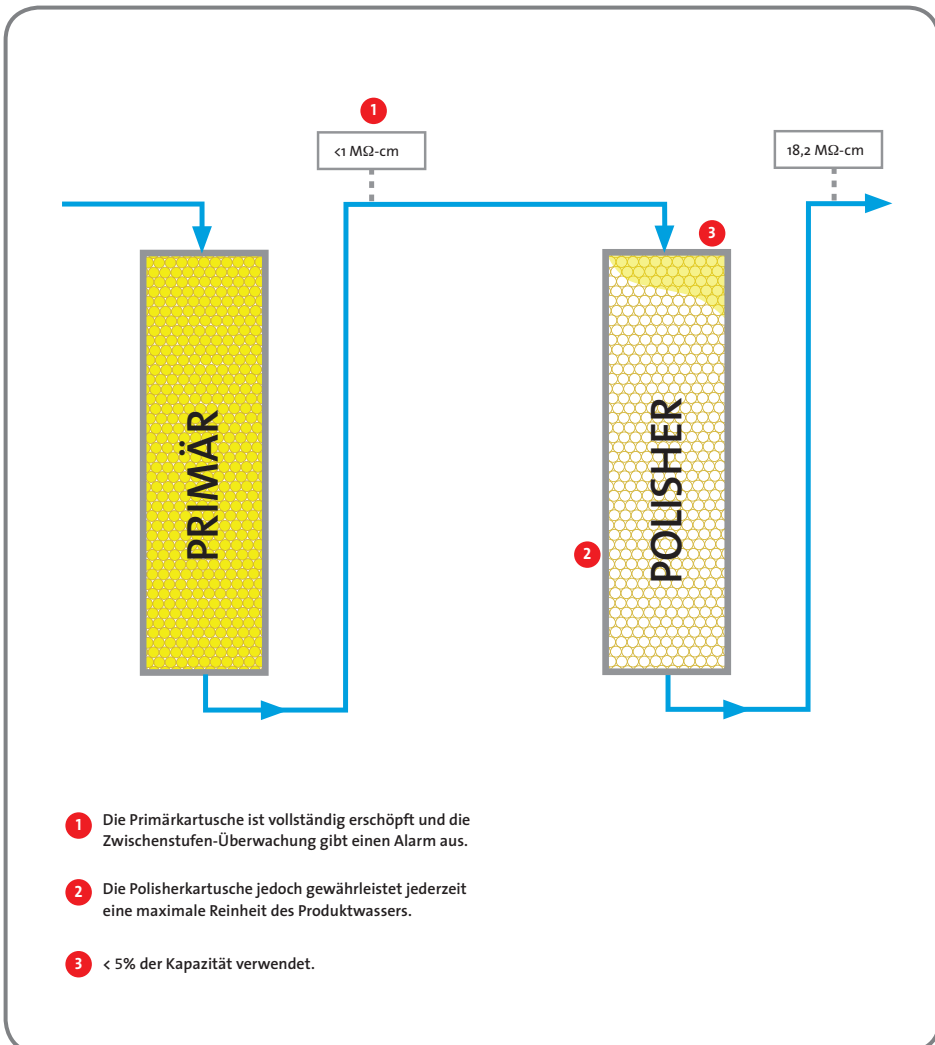 1
<1 MΩ-cm
18,2 MΩ-cm
3
PRIMÄR
POLISHER
2
1 Die Primärkartusche ist vollständig erschöpft und die
Zwischenstufen-Überwachung gibt einen Alarm aus.
2 Die Polisherkartusche jedoch gewährleistet jederzeit
eine maximale Reinheit des Produktwassers.
3 < 5% der Kapazität verwendet.